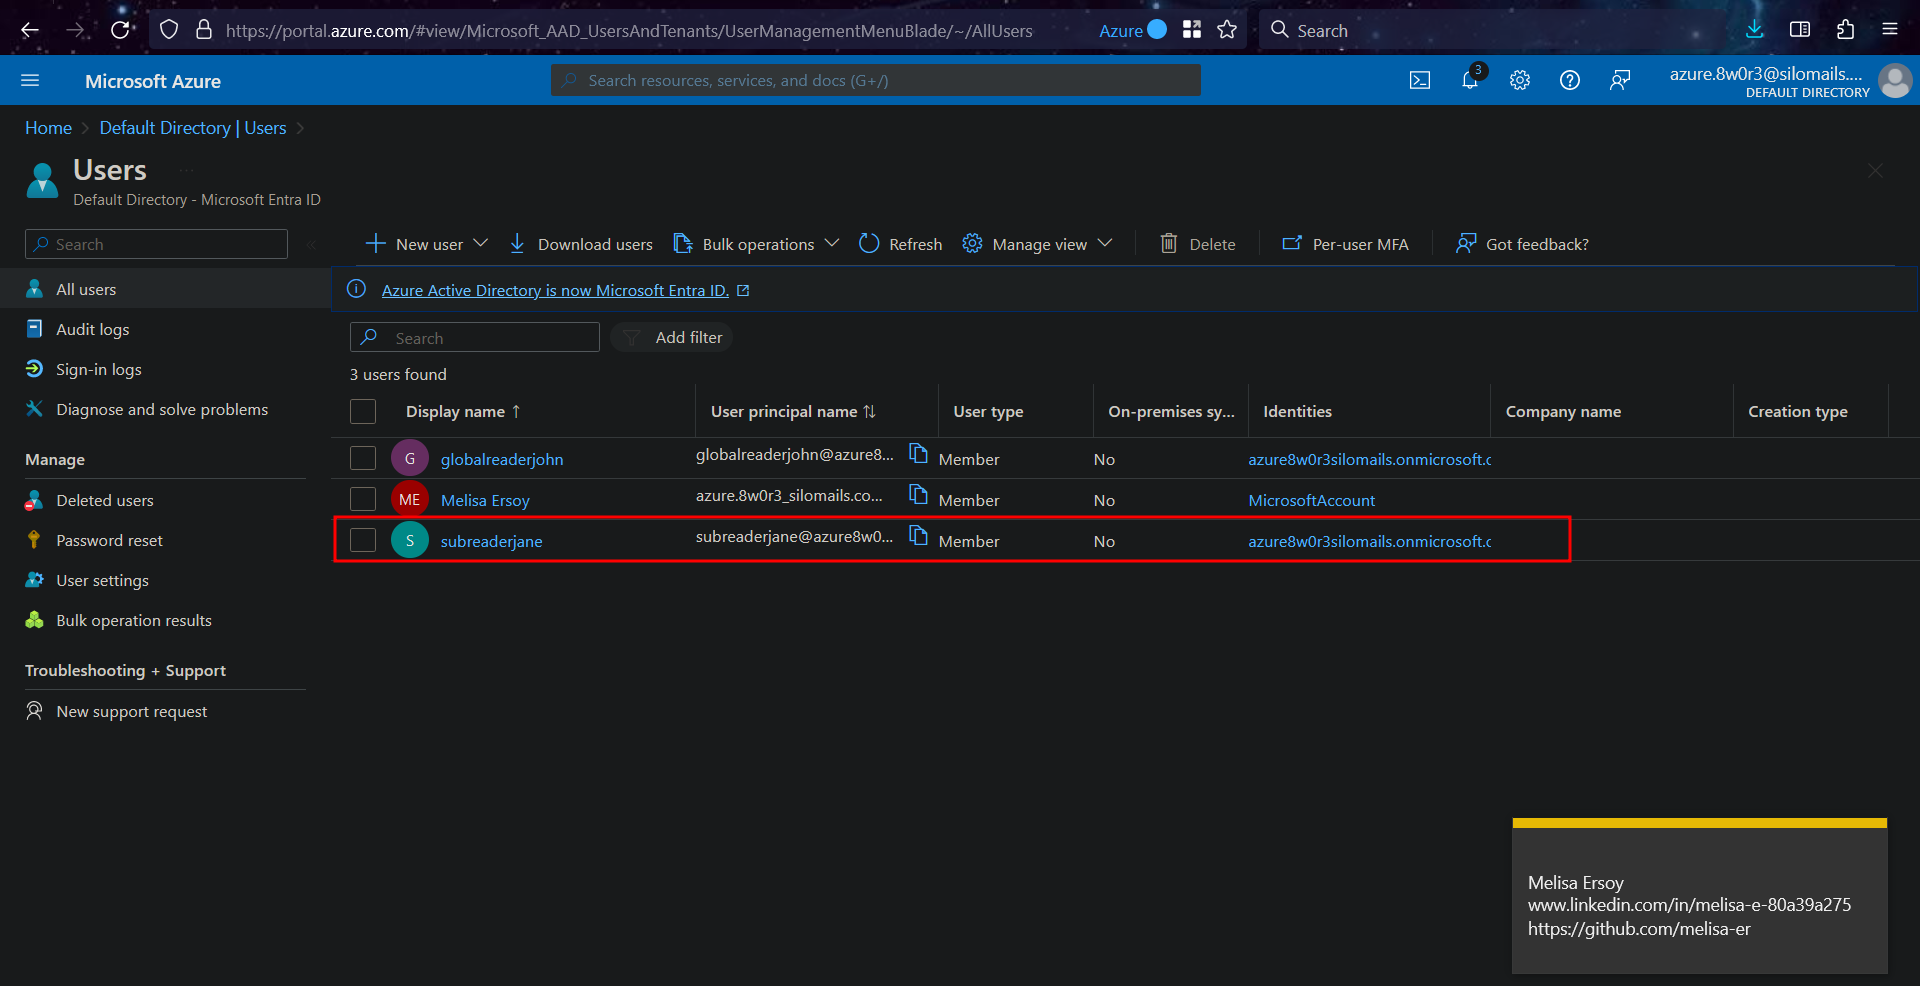 https://portal.azure.com/#view/Microsoft_AAD_UsersAndTenants/UserManagementMenuBlade/~/AllUsers
Azure
Search
Microsoft Azure
Search resources, services, and docs (G+/)
3
azure.8w0r3@silomails....
DEFAULT DIRECTORY
Home
Default Directory | Users
Users
...
Default Directory - Microsoft Entra ID
Search
«
New user
Download users
Bulk operations
Refresh
Manage view
Delete
Per-user MFA
Got feedback?
All users
Audit logs
Sign-in logs
Diagnose and solve problems
Manage
Deleted users
Password reset
User settings
Bulk operation results
Troubleshooting + Support
New support request
Azure Active Directory is now Microsoft Entra ID.
Search
Add filter
3 users found
Display name ↑ User principal name ↑↓ User type On-premises sy... Identities Company name Creation type
G globalreaderjohn globalreaderjohn@azure8... Member No azure8w0r3silomails.onmicrosoft.c
ME Melisa Ersoy azure.8w0r3_silomails.co... Member No MicrosoftAccount
S subreaderjane subreaderjane@azure8w0... Member No azure8w0r3silomails.onmicrosoft.c
Melisa Ersoy
www.linkedin.com/in/melisa-e-80a39a275
https://github.com/melisa-er